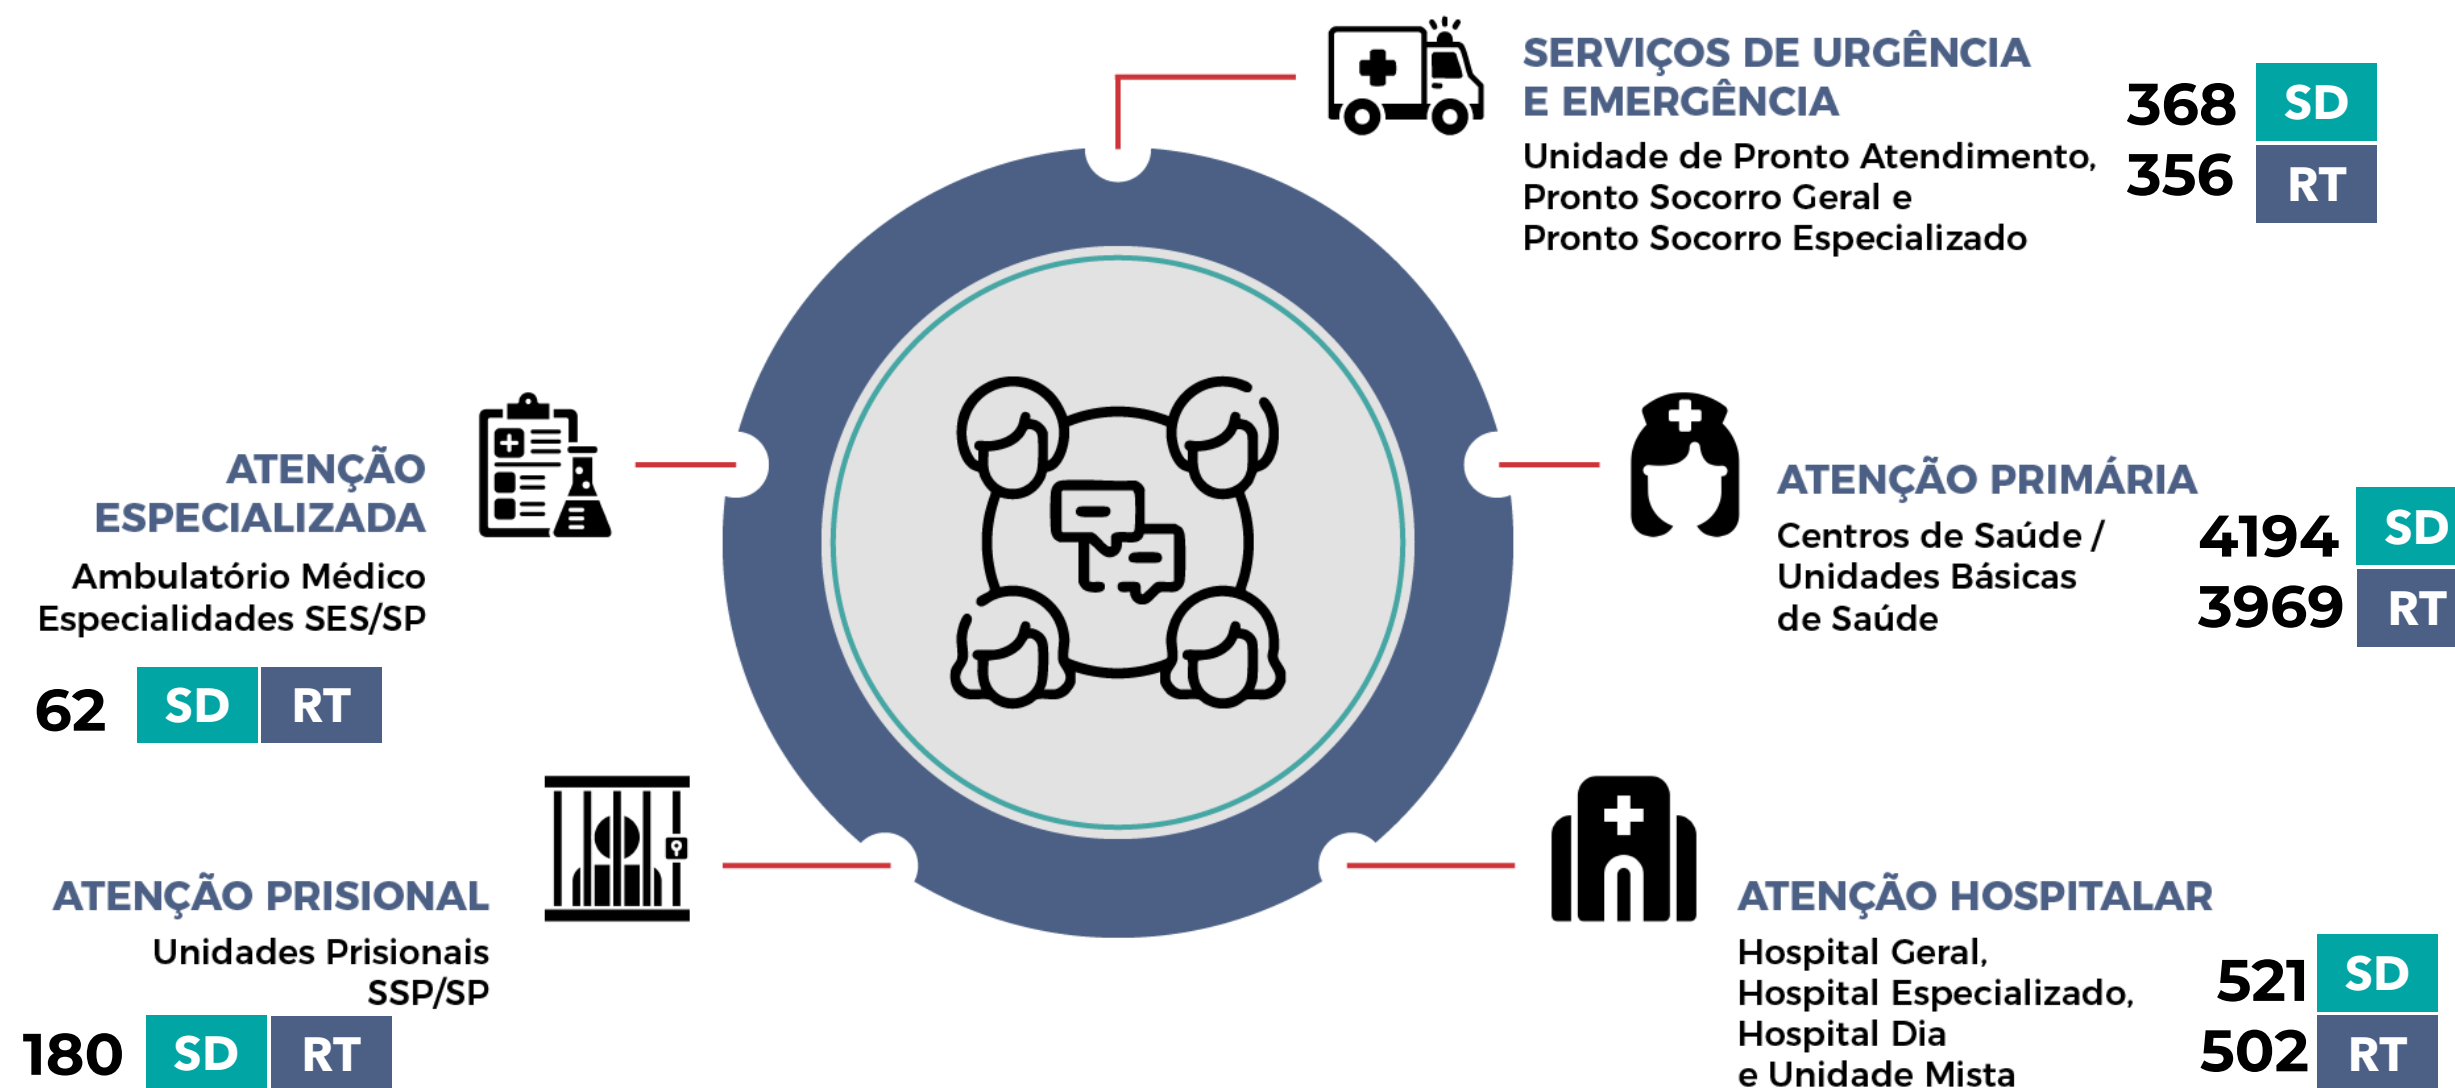 SERVIÇOS DE URGÊNCIA
E EMERGÊNCIA
Unidade de Pronto Atendimento,
Pronto Socorro Geral e
Pronto Socorro Especializado
368 SD
356 RT
ATENÇÃO
ESPECIALIZADA
Ambulatório Médico
Especialidades SES/SP
62 SD RT
ATENÇÃO PRIMÁRIA
Centros de Saúde /
Unidades Básicas
de Saúde
4194 SD
3969 RT
ATENÇÃO PRISIONAL
Unidades Prisionais
SSP/SP
180 SD RT
ATENÇÃO HOSPITALAR
Hospital Geral,
Hospital Especializado,
Hospital Dia
e Unidade Mista
521 SD
502 RT